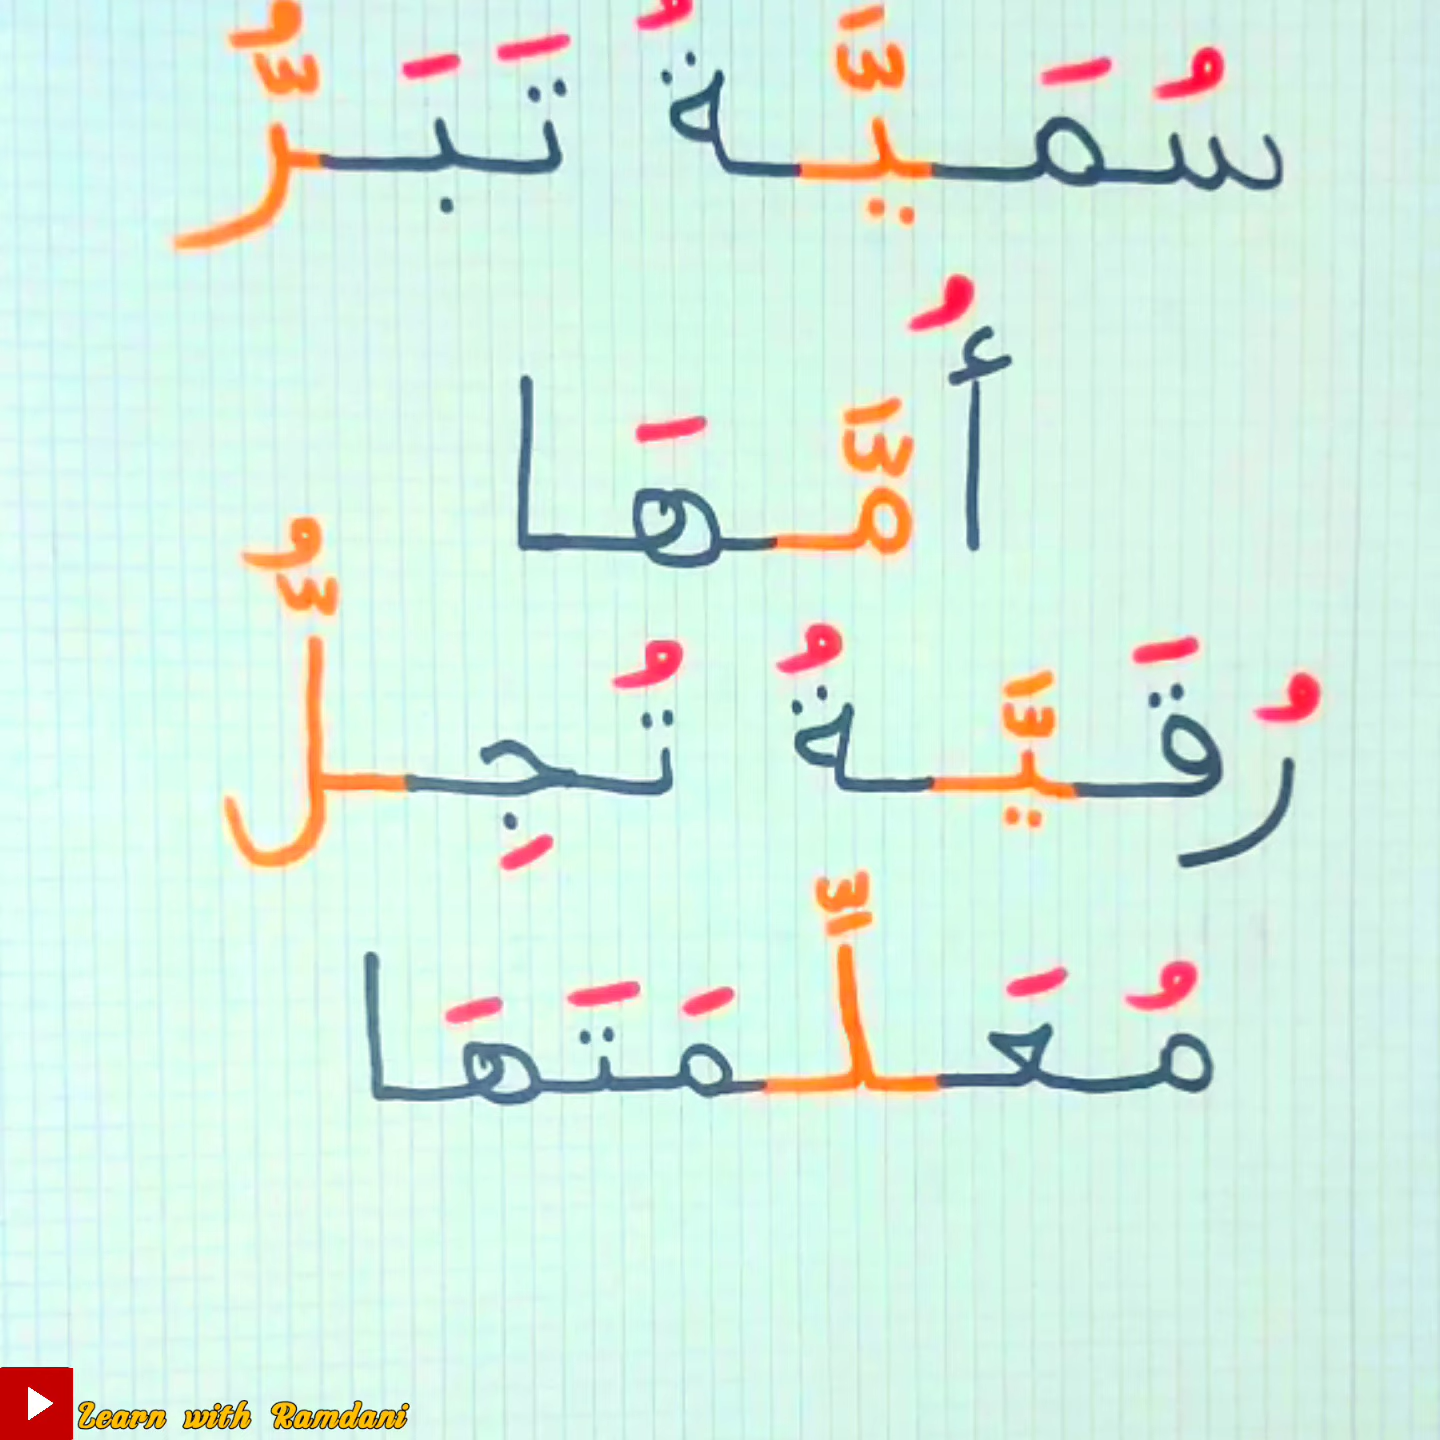 سُمَيَّةُ تَبَرُّ
أُمَّهَا
رُقَيَّةُ تُجِلُّ
مُعَلِّمَتَهَا
Learn with Ramdani